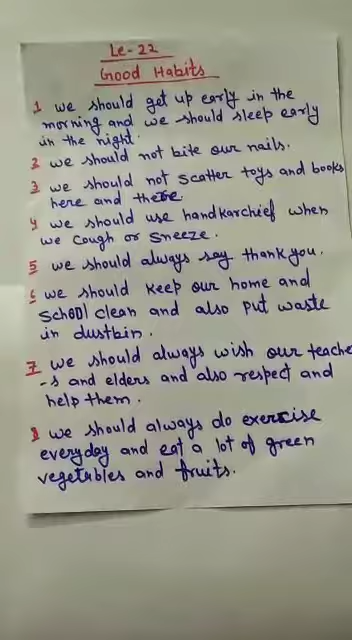 Le-22
Good Habits
1 we should get up early in the
morning and we should sleep early
in the night.
2 we should not bite our nails.
3 we should not scatter toys and books
here and there.
4 we should use handkarchief when
we cough or sneeze.
5 we should always say thank you.
6 we should keep our home and
school clean and also put waste
in dustbin.
7 we should always wish our teache
-s and elders and also respect and
help them.
8 we should always do exercise
everyday and eat a lot of green
vegetables and fruits.